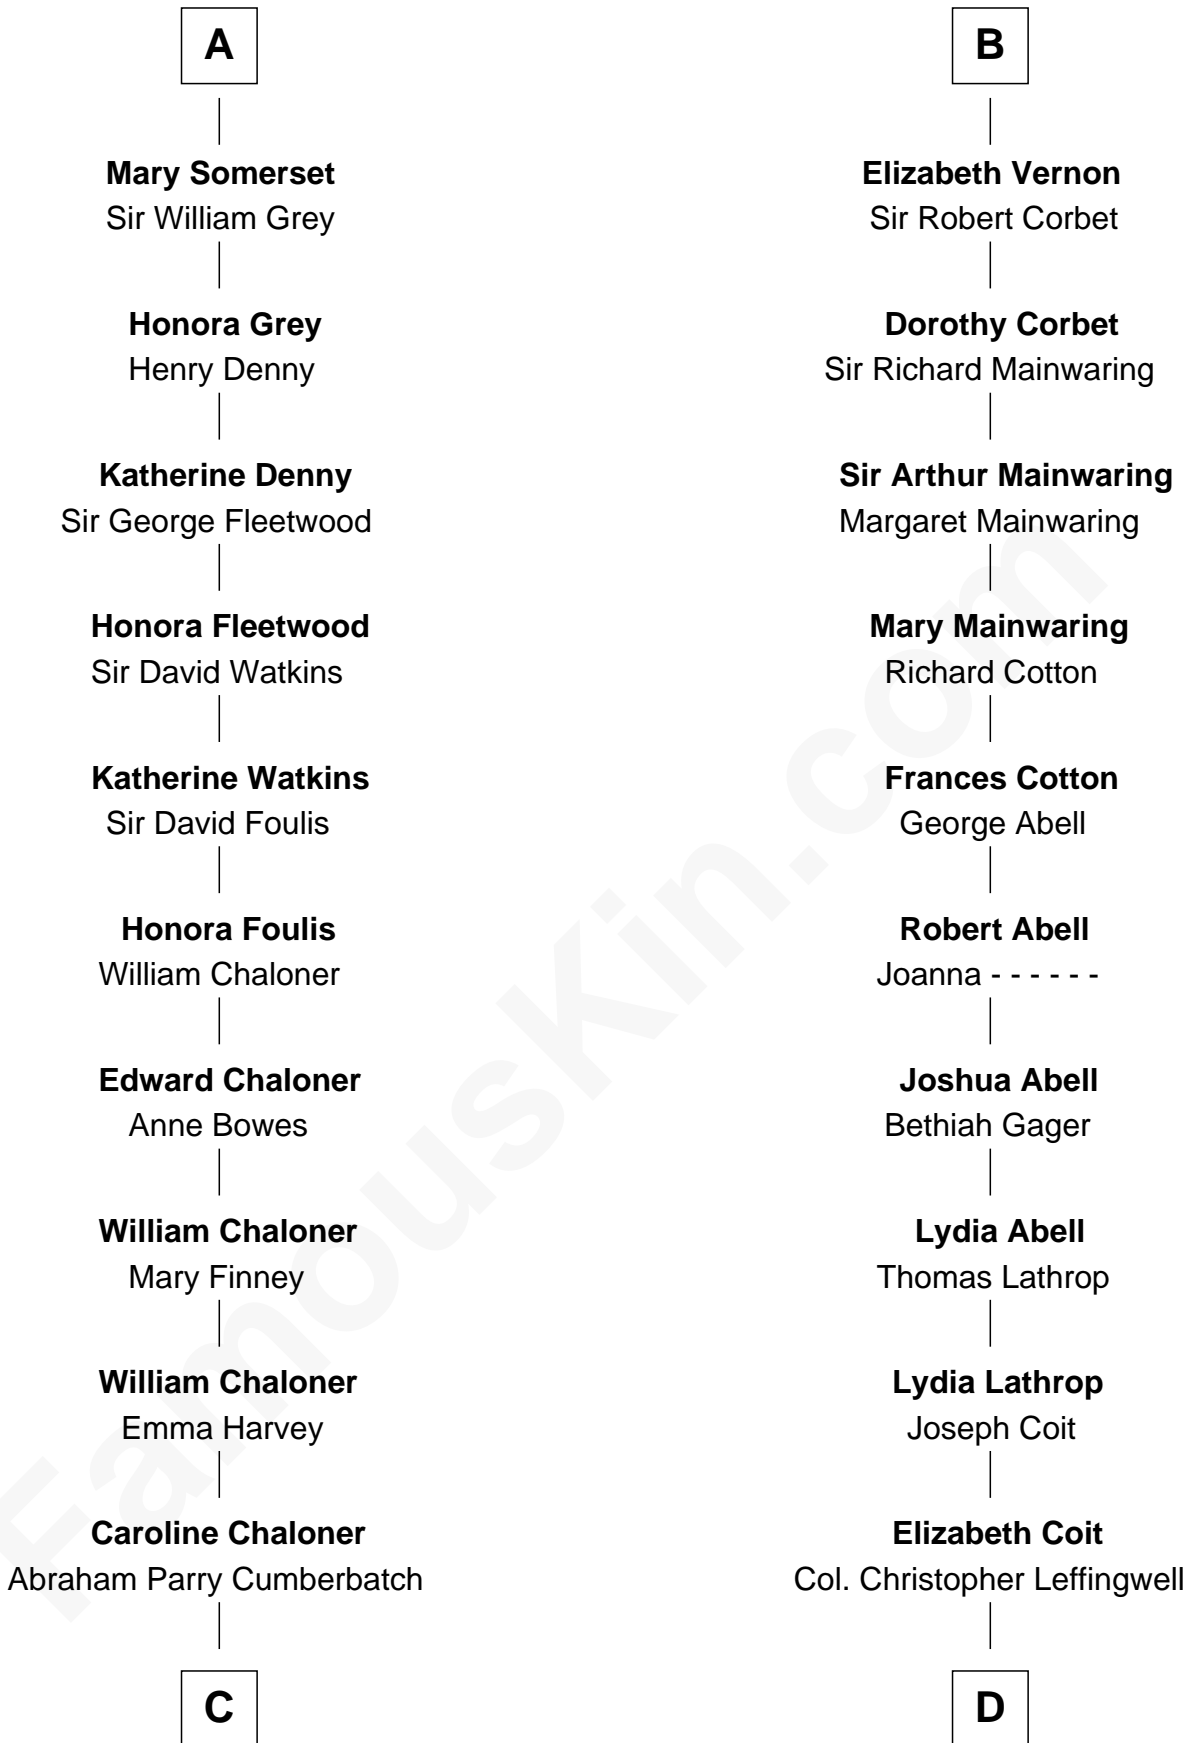 A
Mary Somerset
Sir William Grey
Honora Grey
Henry Denny
Katherine Denny
Sir George Fleetwood
Honora Fleetwood
Sir David Watkins
Katherine Watkins
Sir David Foulis
Honora Foulis
William Chaloner
Edward Chaloner
Anne Bowes
William Chaloner
Mary Finney
William Chaloner
Emma Harvey
Caroline Chaloner
Abraham Parry Cumberbatch
C
B
Elizabeth Vernon
Sir Robert Corbet
Dorothy Corbet
Sir Richard Mainwaring
Sir Arthur Mainwaring
Margaret Mainwaring
Mary Mainwaring
Richard Cotton
Frances Cotton
George Abell
Robert Abell
Joanna - - - - - -
Joshua Abell
Bethiah Gager
Lydia Abell
Thomas Lathrop
Lydia Lathrop
Joseph Coit
Elizabeth Coit
Col. Christopher Leffingwell
D
FamousKin.com